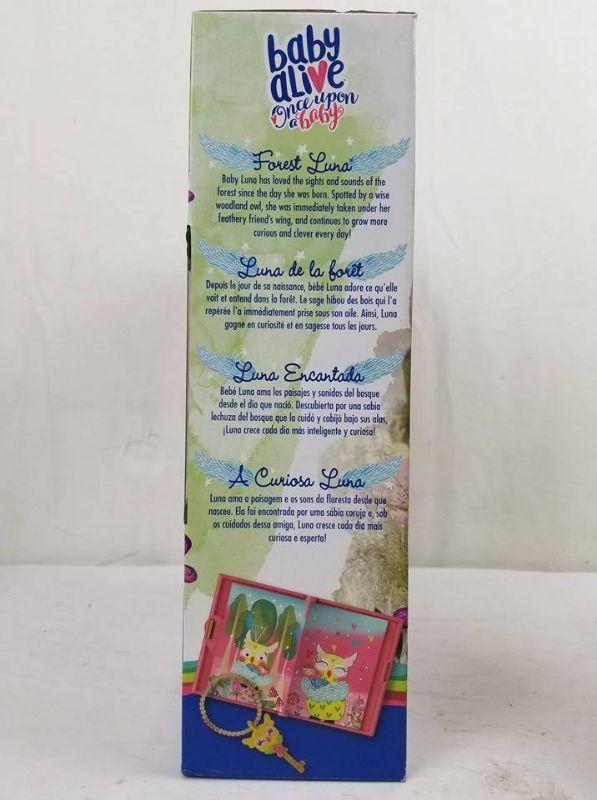 baby
alive
Once upon
a baby
Forest Luna
Baby Luna has loved the sights and sounds of the
forest since the day she was born. Spotted by a wise
woodland owl, she was immediately taken under her
feathery friend's wing, and continues to grow more
curious and clever every day!
Luna de la forêt
Depuis le jour de sa naissance, bébé Luna adore ce qu'elle
voit et entend dans la forêt. Le sage hibou des bois qui l'a
repérée l'a immédiatement prise sous son aile. Ainsi, Luna
gagne en curiosité et en sagesse tous les jours.
Luna Encantada
Bebé Luna ama los paisajes y sonidos del bosque
desde el día que nació. Descubierta por una sabia
lechuza del bosque que la cuidó y cobijó bajo sus alas,
¡Luna crece cada día más inteligente y curiosa!
A Curiosa Luna
Luna ama a paisagem e os sons da floresta desde que
nasceu. Ela foi encontrada por uma sábia coruja e, sob
os cuidados dessa amiga, Luna cresce cada dia mais
curiosa e esperta!